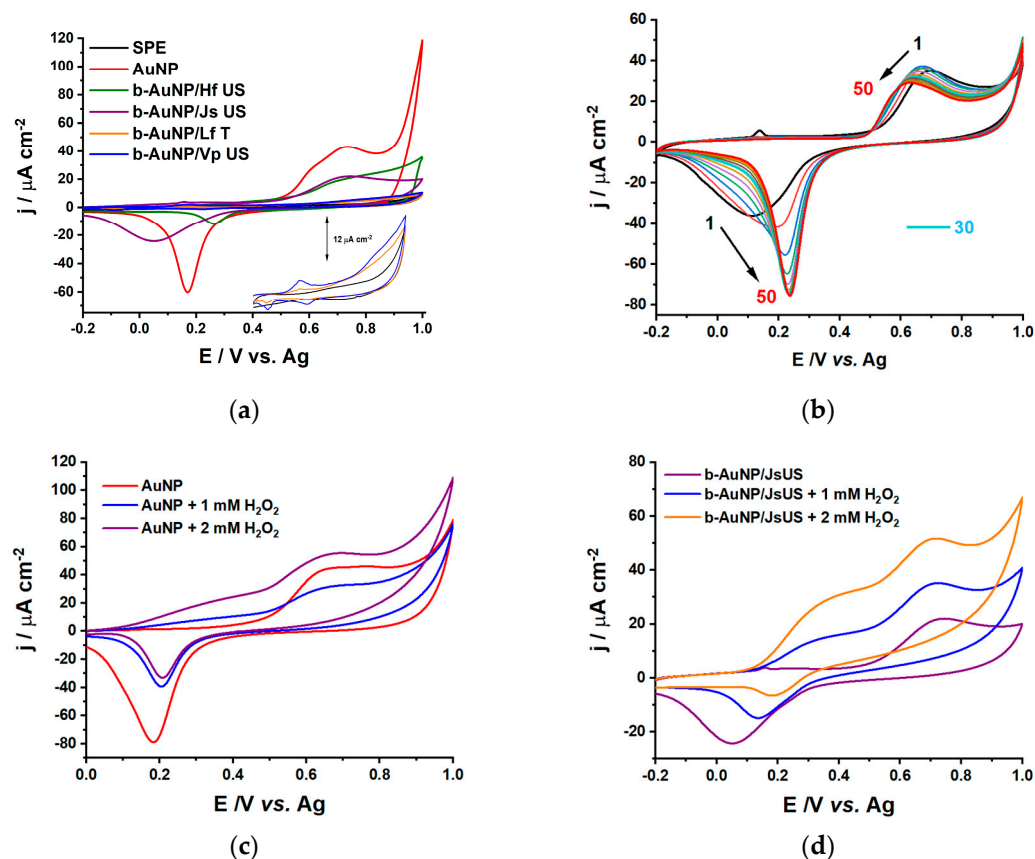 120
100
80
60
40
20
0
-20
-40
-60
j / µA cm⁻²
SPE
AuNP
b-AuNP/Hf US
b-AuNP/Js US
b-AuNP/Lf T
b-AuNP/Vp US
12 µA cm⁻²
-0.2 0.0 0.2 0.4 0.6 0.8 1.0
E / V vs. Ag
(a)
60
40
20
0
-20
-40
-60
-80
j / µA cm⁻²
1
50
1
50
30
-0.2 0.0 0.2 0.4 0.6 0.8 1.0
E / V vs. Ag
(b)
120
100
80
60
40
20
0
-20
-40
-60
-80
j / µA cm⁻²
AuNP
AuNP + 1 mM H₂O₂
AuNP + 2 mM H₂O₂
0.0 0.2 0.4 0.6 0.8 1.0
E /V vs. Ag
(c)
80
60
40
20
0
-20
j / µA cm⁻²
b-AuNP/JsUS
b-AuNP/JsUS + 1 mM H₂O₂
b-AuNP/JsUS + 2 mM H₂O₂
-0.2 0.0 0.2 0.4 0.6 0.8 1.0
E /V vs. Ag
(d)